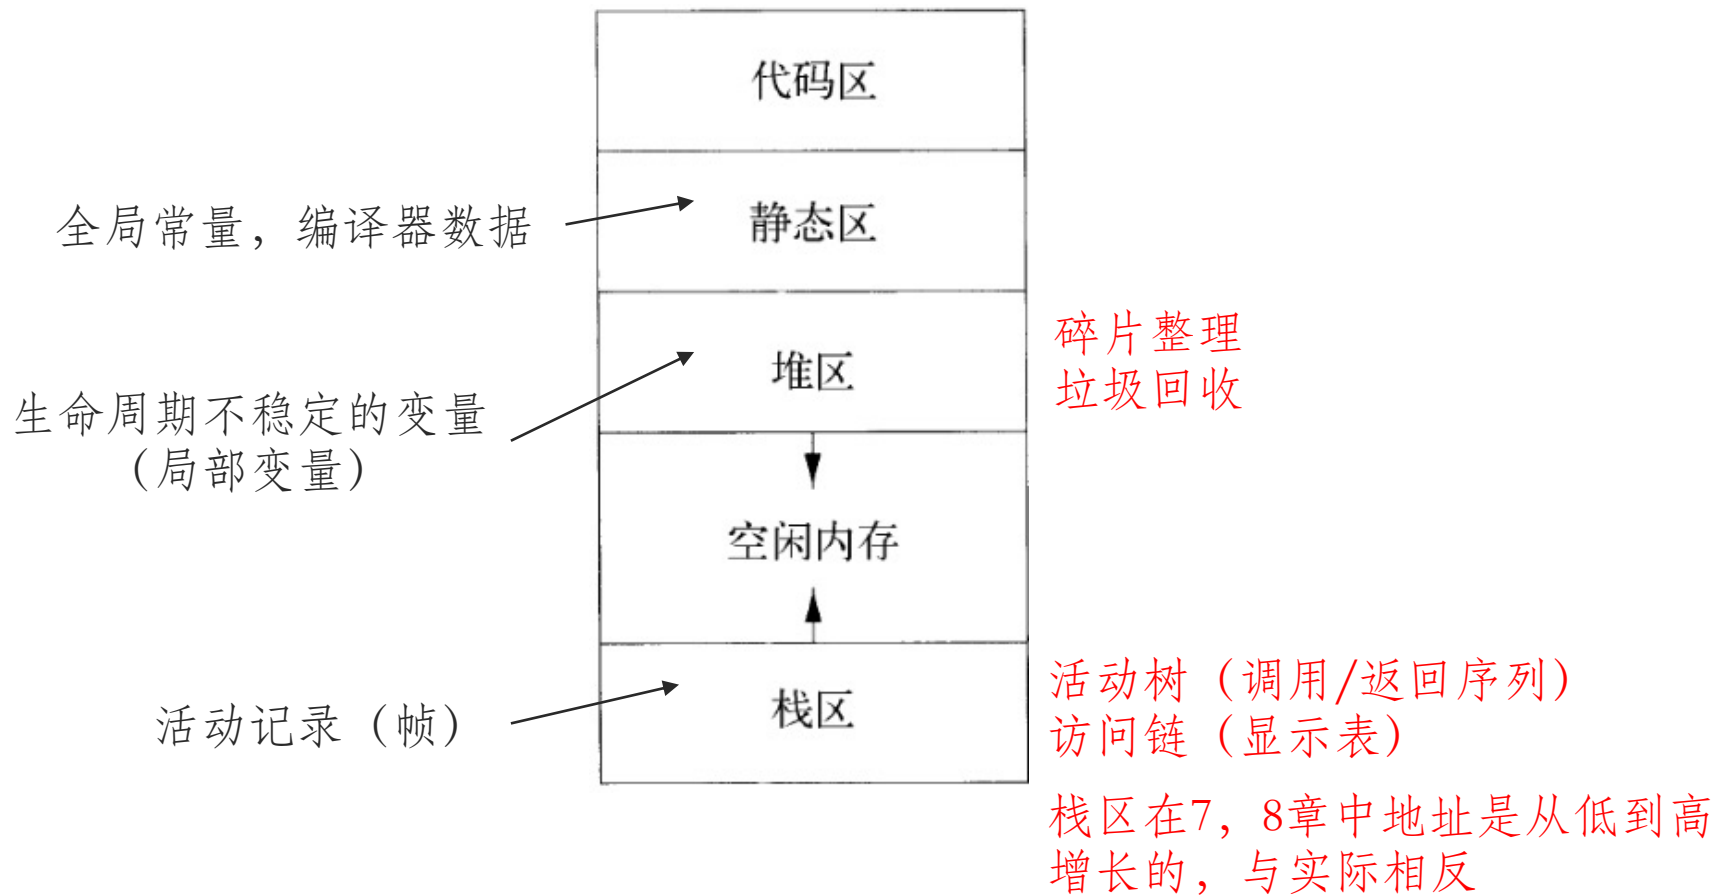 代码区
全局常量，编译器数据
静态区
碎片整理
垃圾回收
堆区
生命周期不稳定的变量
（局部变量）
空闲内存
活动树（调用/返回序列）
访问链（显示表）
活动记录（帧）
栈区
栈区在7，8章中地址是从低到高
增长的，与实际相反